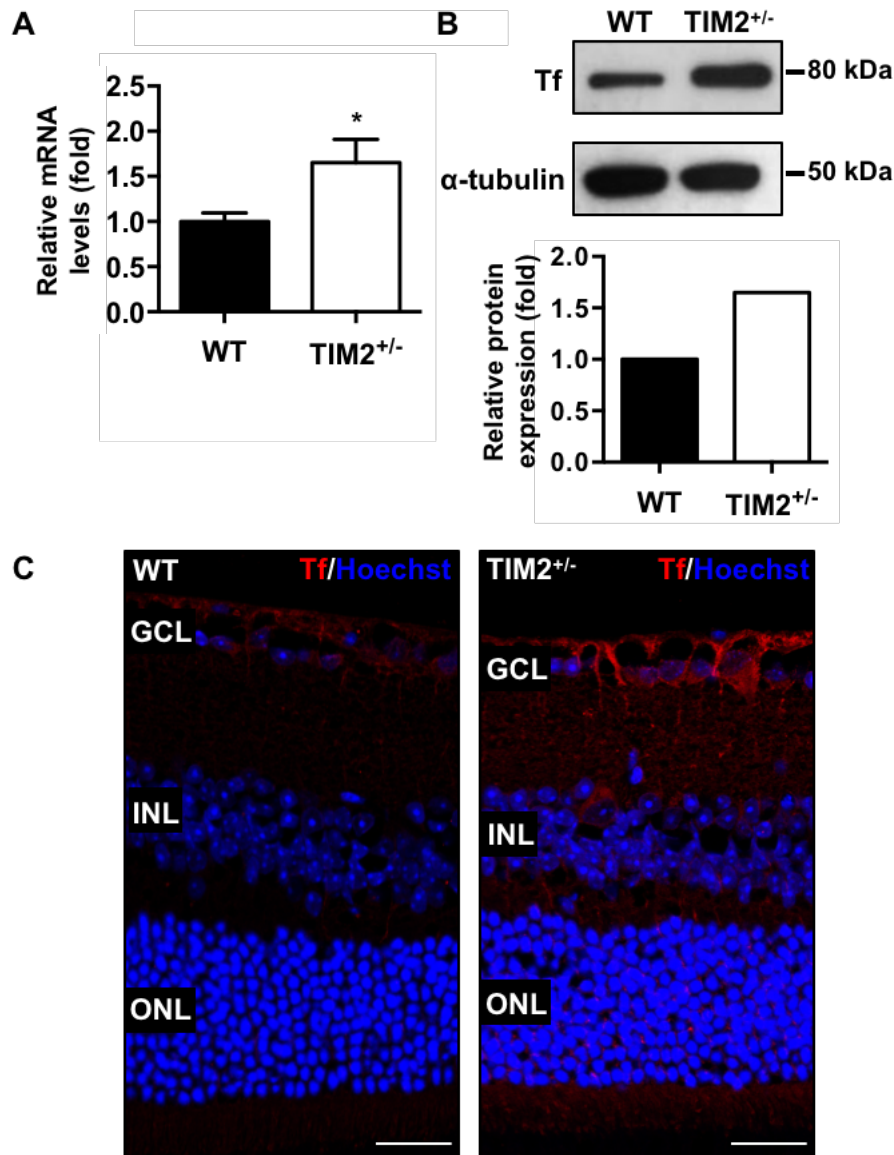 A
Relative mRNA
levels (fold)
2.5
2.0
1.5
1.0
0.5
0.0
*
WT
TIM2+/-
B
WT TIM2+/-
Tf
80 kDa
α-tubulin
50 kDa
Relative protein
expression (fold)
2.0
1.5
1.0
0.5
0.0
WT
TIM2+/-
C
WT Tf/Hoechst
GCL
INL
ONL
TIM2+/- Tf/Hoechst
GCL
INL
ONL